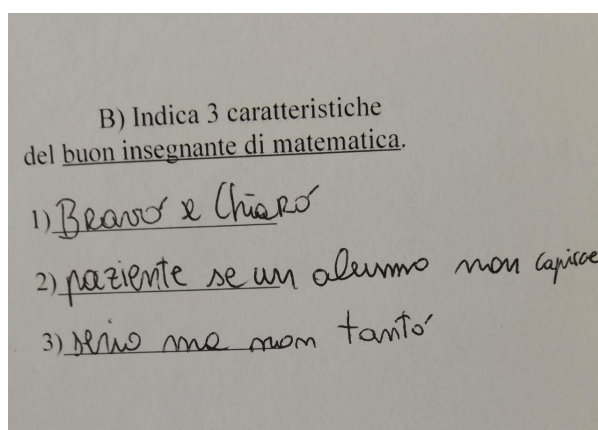 B) Indica 3 caratteristiche
del buon insegnante di matematica.
1) Bravo e Chiaro
2) paziente se un alunno non capisce
3) serio ma non tanto